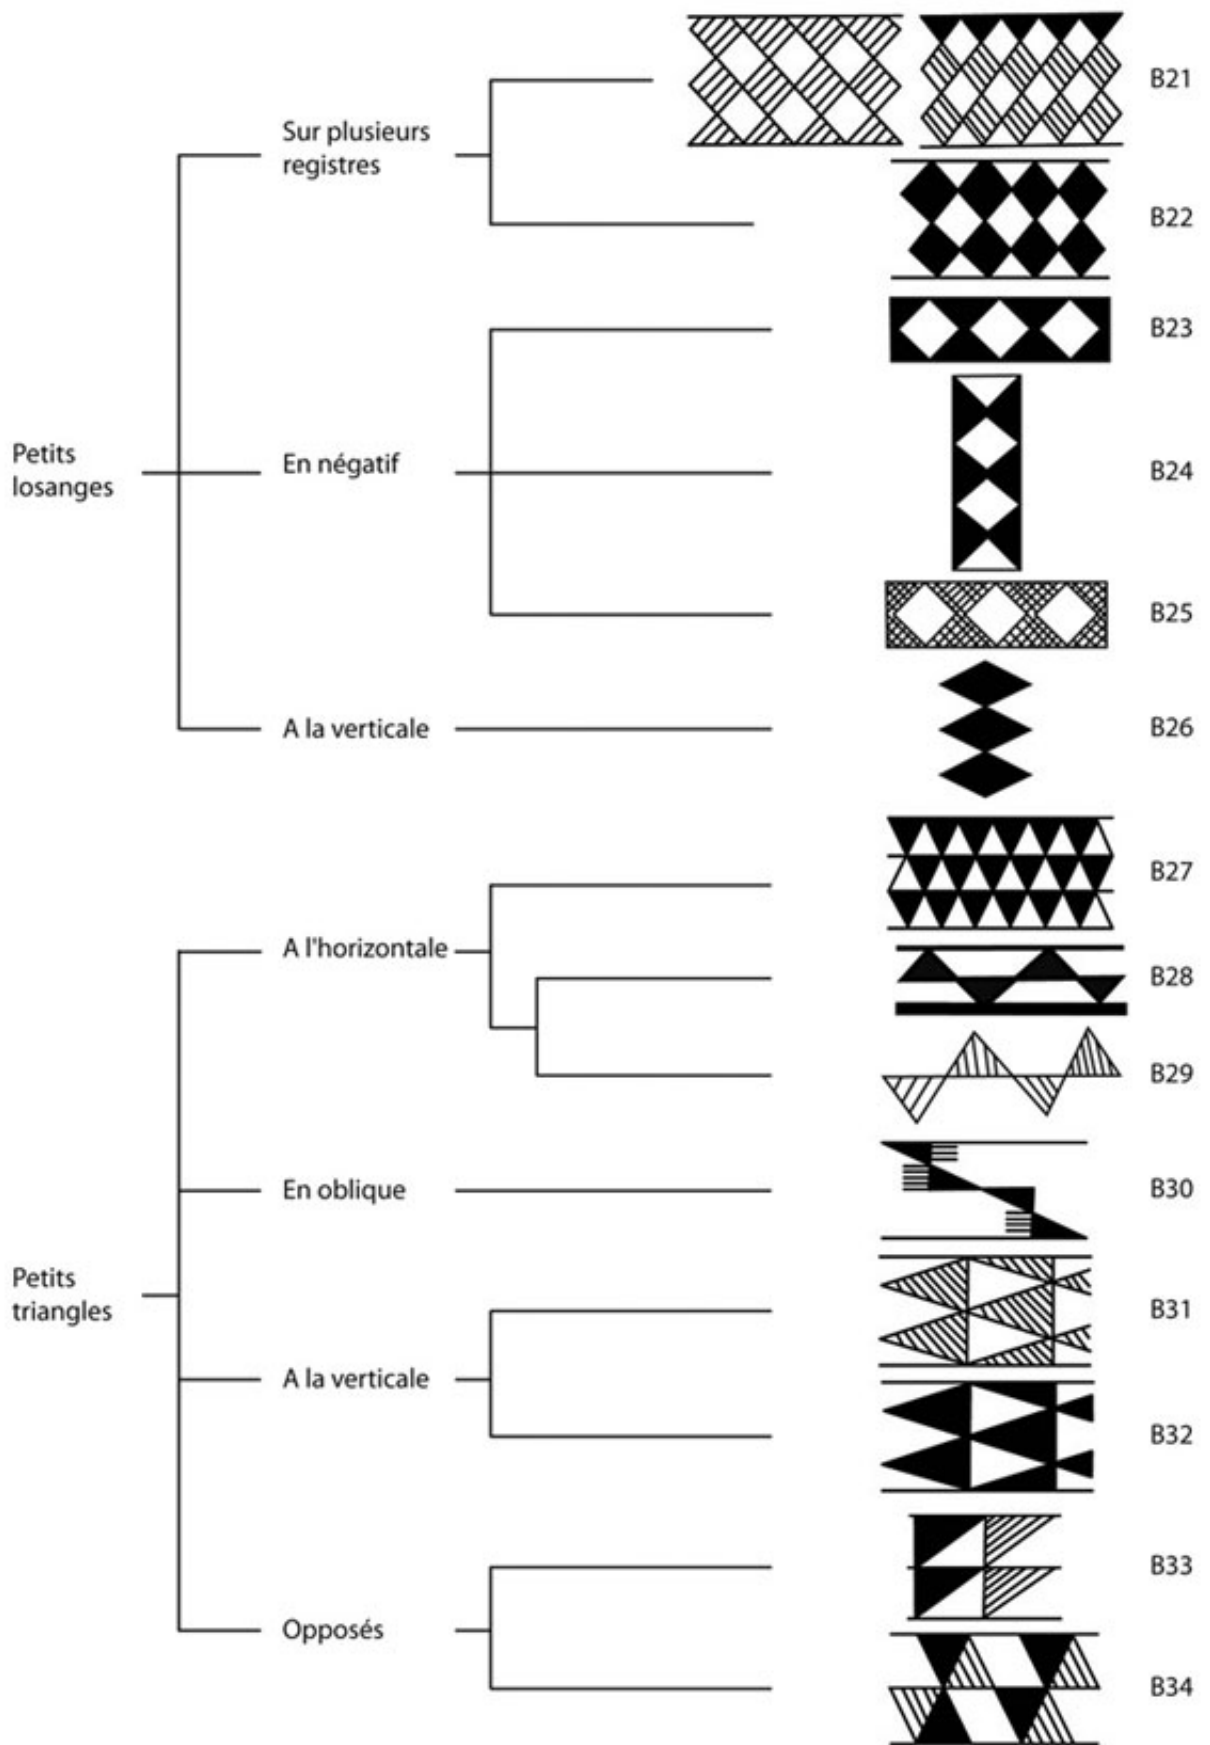 B21
Sur plusieurs
registres
B22
B23
Petits
losanges
En négatif
B24
B25
A la verticale
B26
B27
A l'horizontale
B28
B29
En oblique
B30
Petits
triangles
B31
A la verticale
B32
B33
Opposés
B34